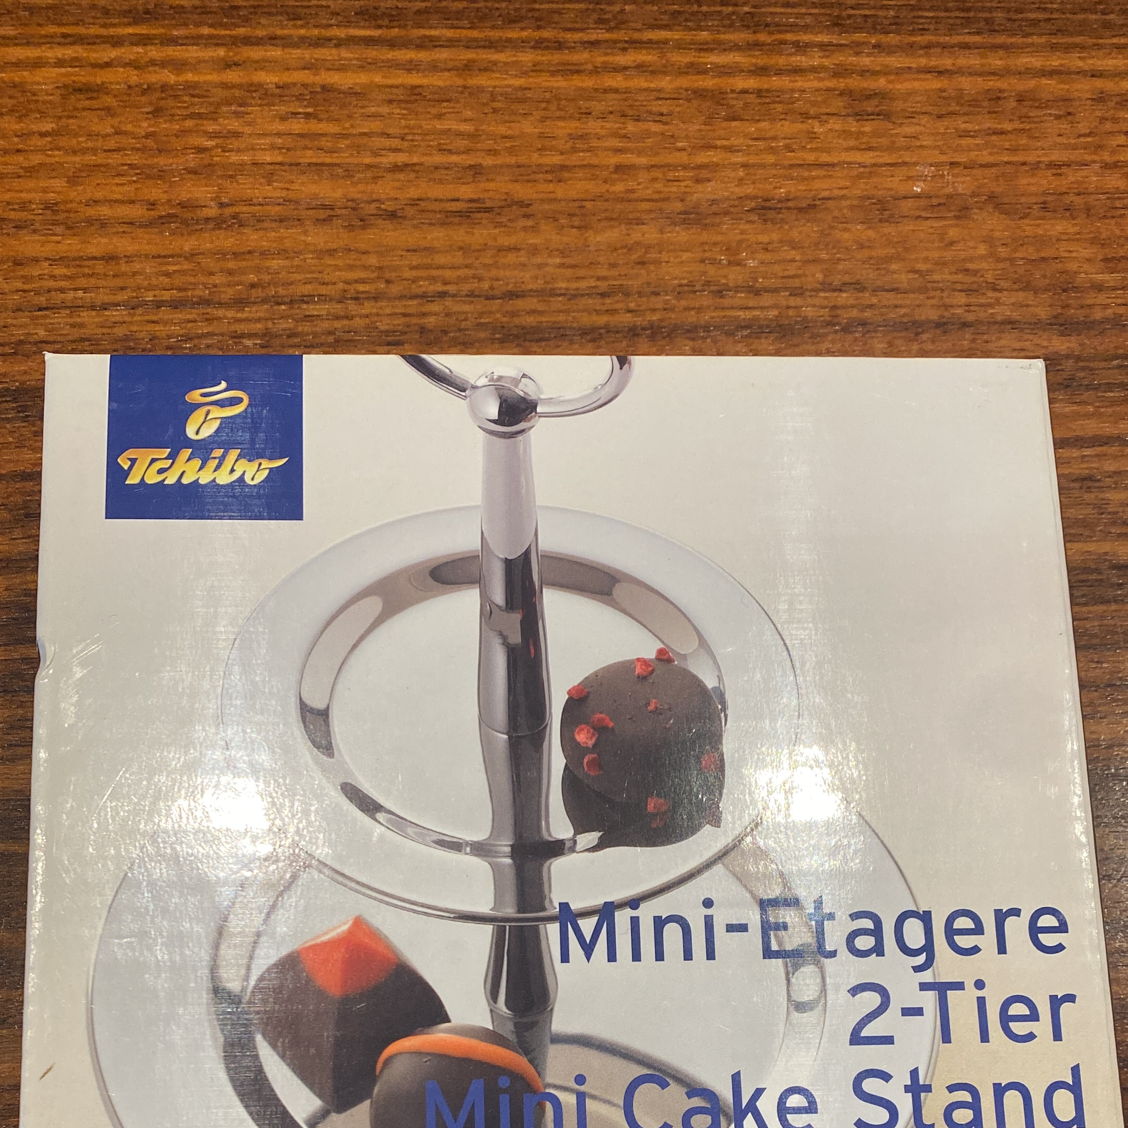 Tchibo
Mini-Etagere
2-Tier
Mini Cake Stand